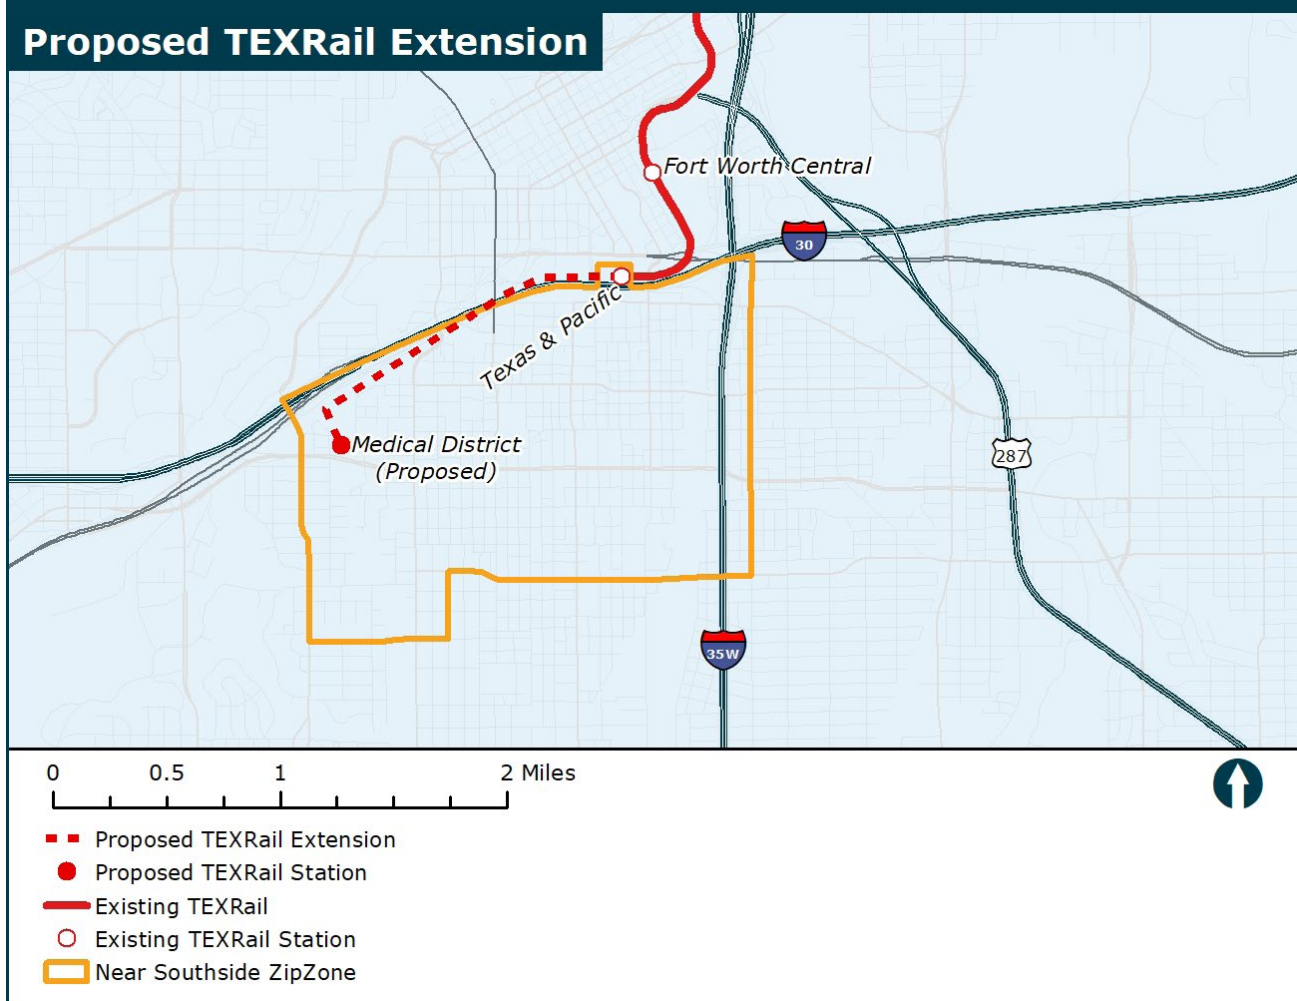 Proposed TEXRail Extension
Fort Worth Central
30
Texas & Pacific
Medical District
(Proposed)
287
35W
0 0.5 1 2 Miles
Proposed TEXRail Extension
Proposed TEXRail Station
Existing TEXRail
Existing TEXRail Station
Near Southside ZipZone